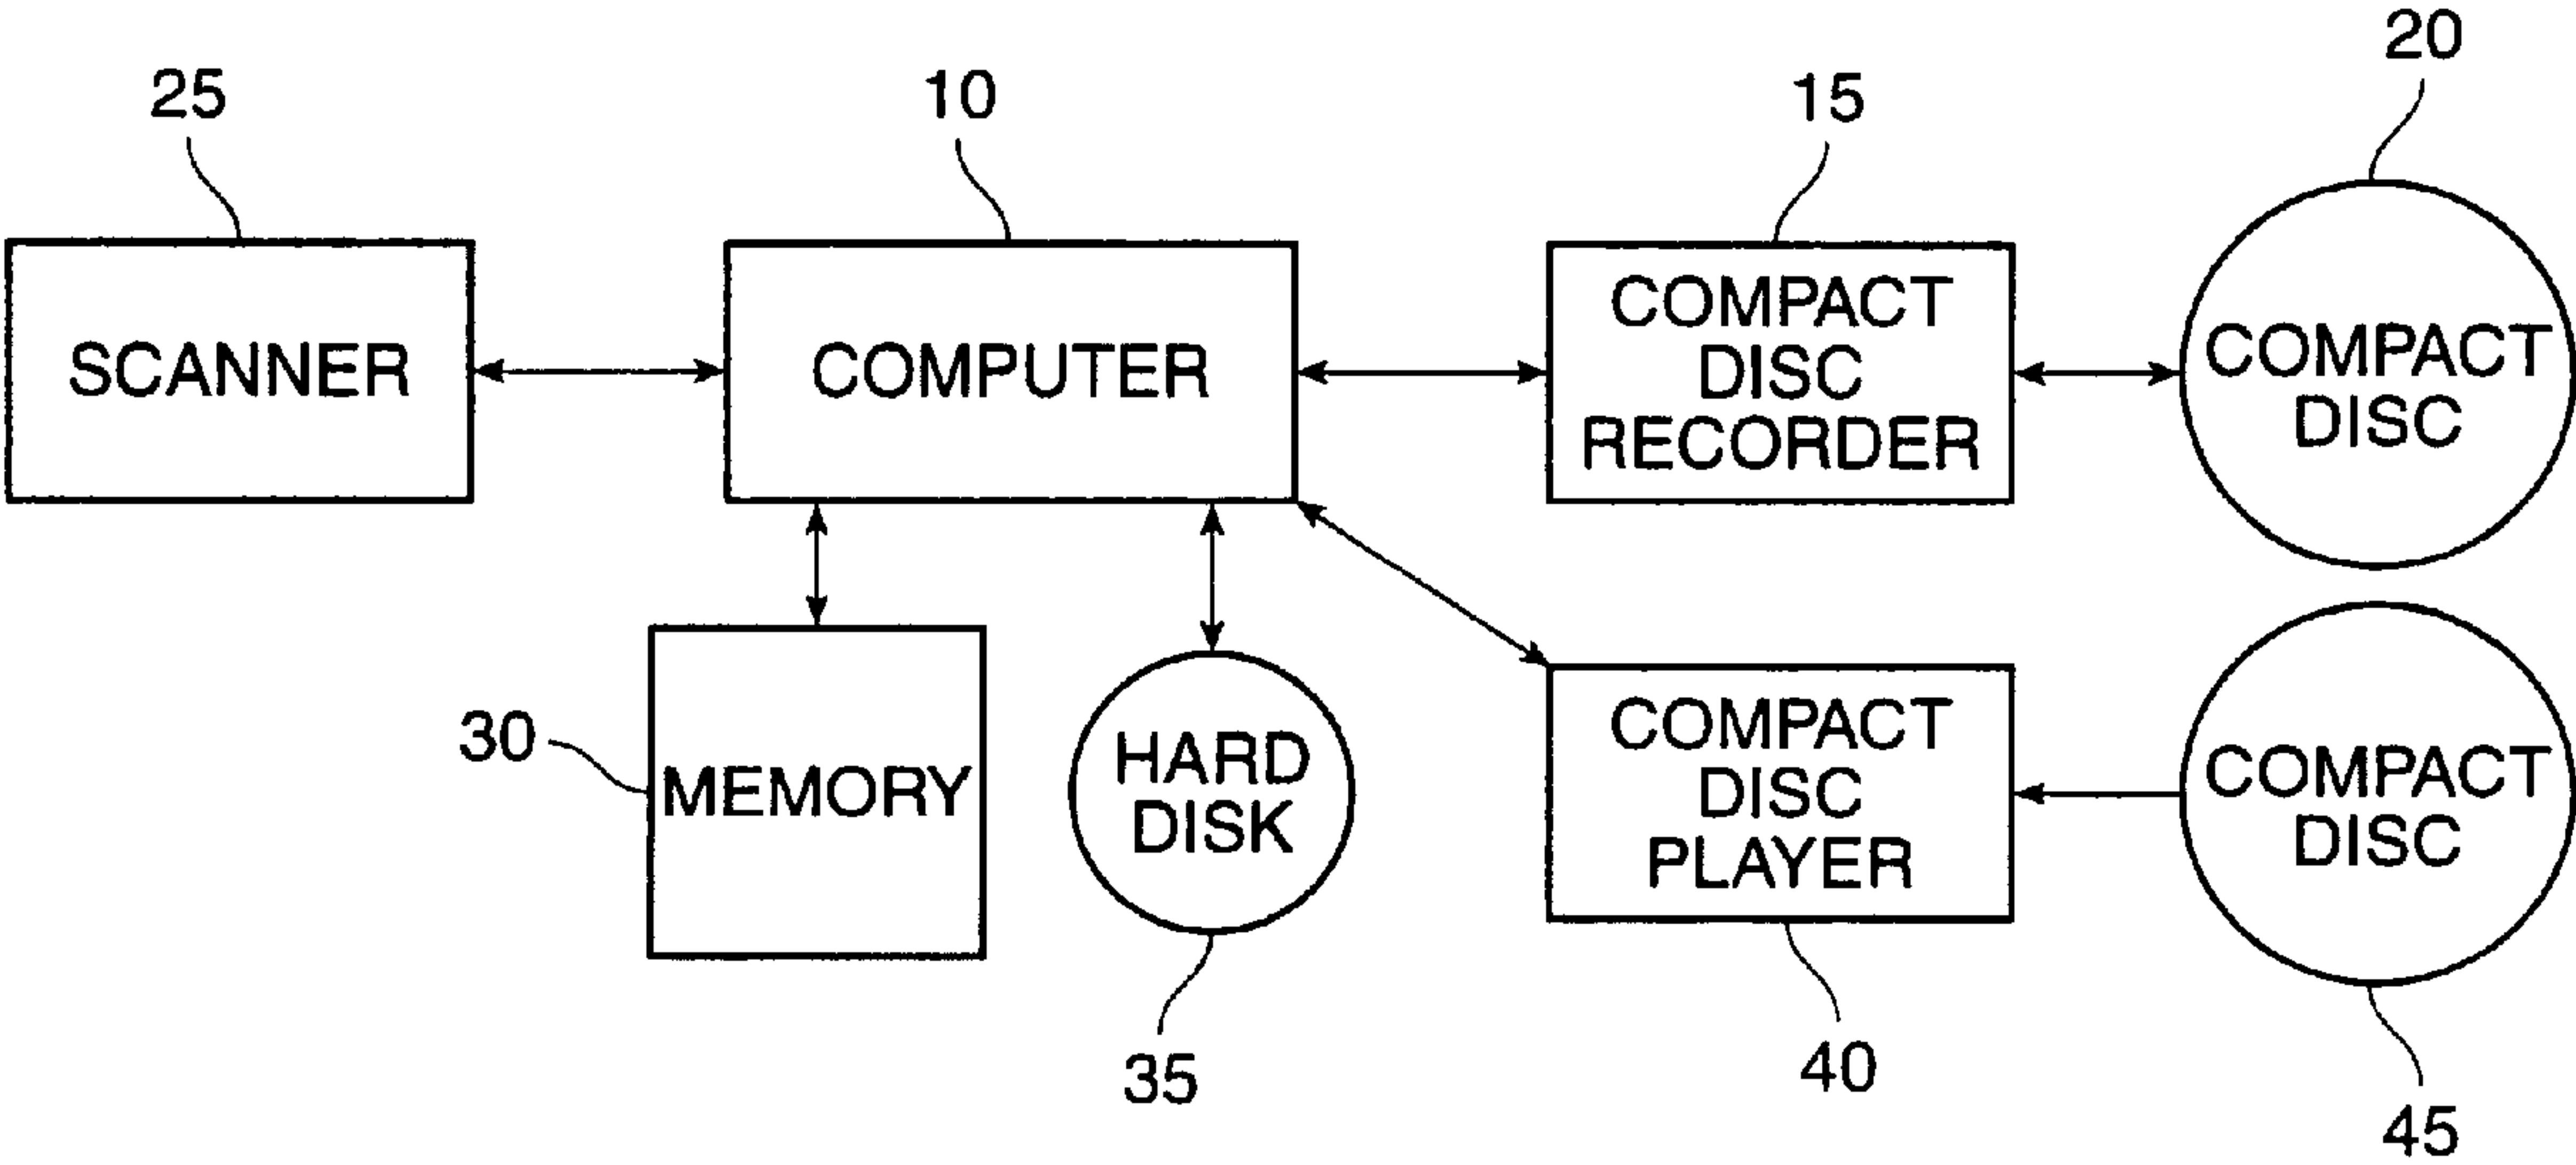 20
25
10
15
SCANNER
COMPUTER
COMPACT
DISC
RECORDER
COMPACT
DISC
30
MEMORY
HARD
DISK
COMPACT
DISC
PLAYER
COMPACT
DISC
35
40
45